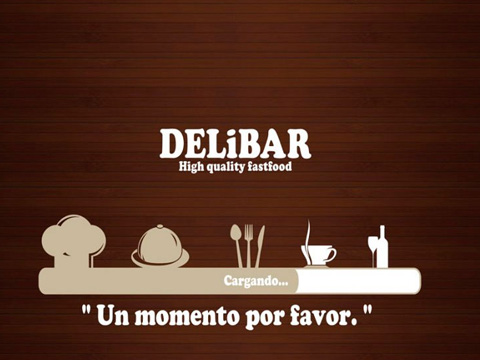 DELiBAR
High quality fastfood
Cargando...
" Un momento por favor. "